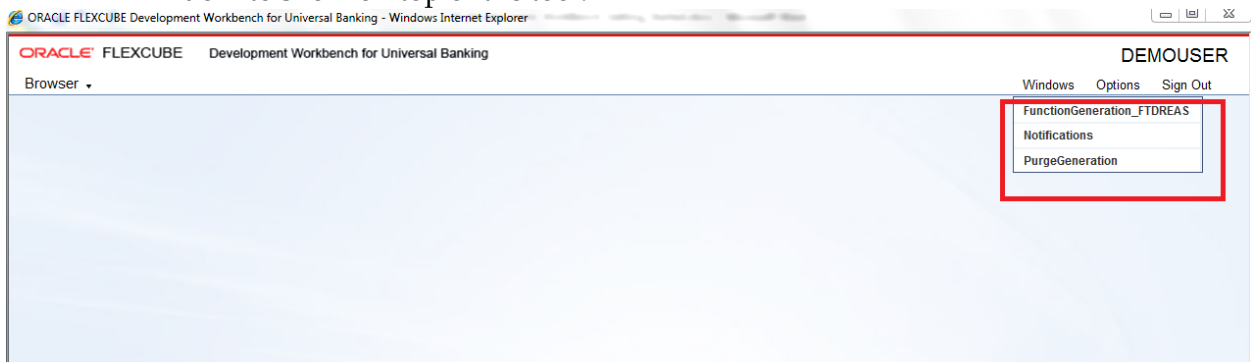 ORACLE FLEXCUBE Development Workbench for Universal Banking - Windows Internet Explorer
ORACLE FLEXCUBE Development Workbench for Universal Banking DEMOUSER
Browser Windows Options Sign Out
FunctionGeneration_FTDREAS
Notifications
PurgeGeneration